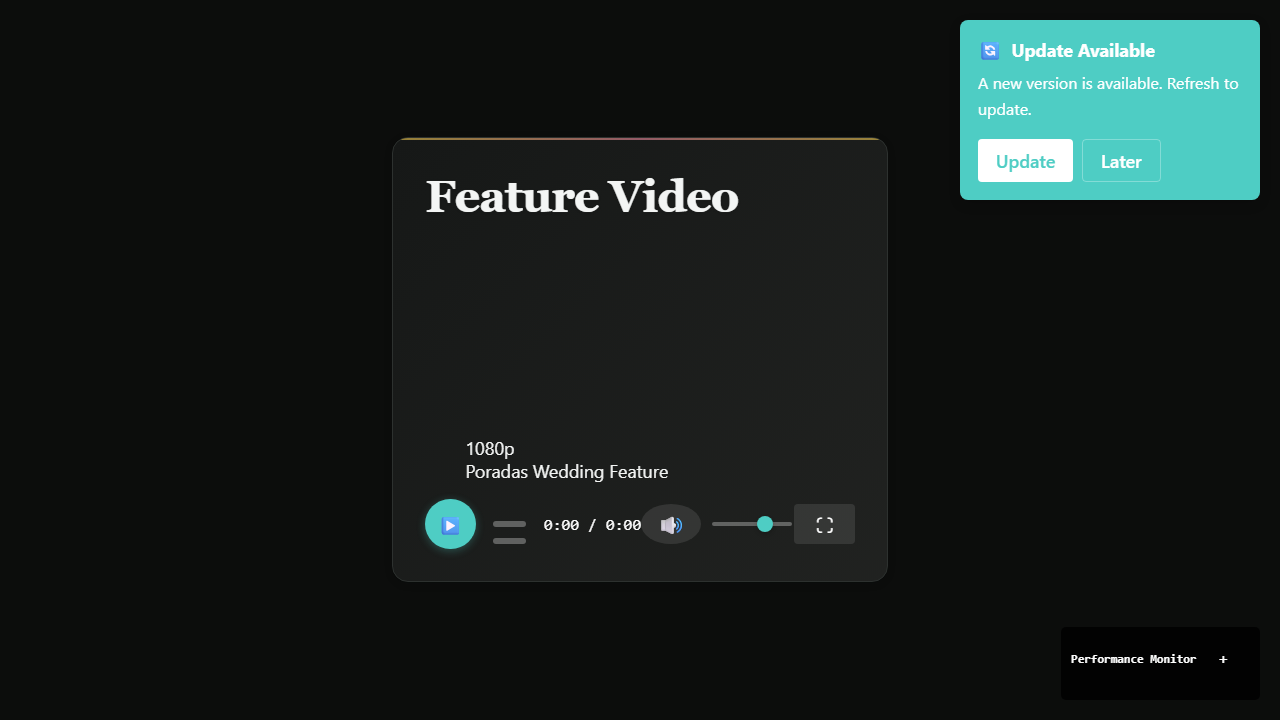 Update Available
A new version is available. Refresh to
update.
Update
Later
Feature Video
1080p
Poradas Wedding Feature
0:00 / 0:00
Performance Monitor +